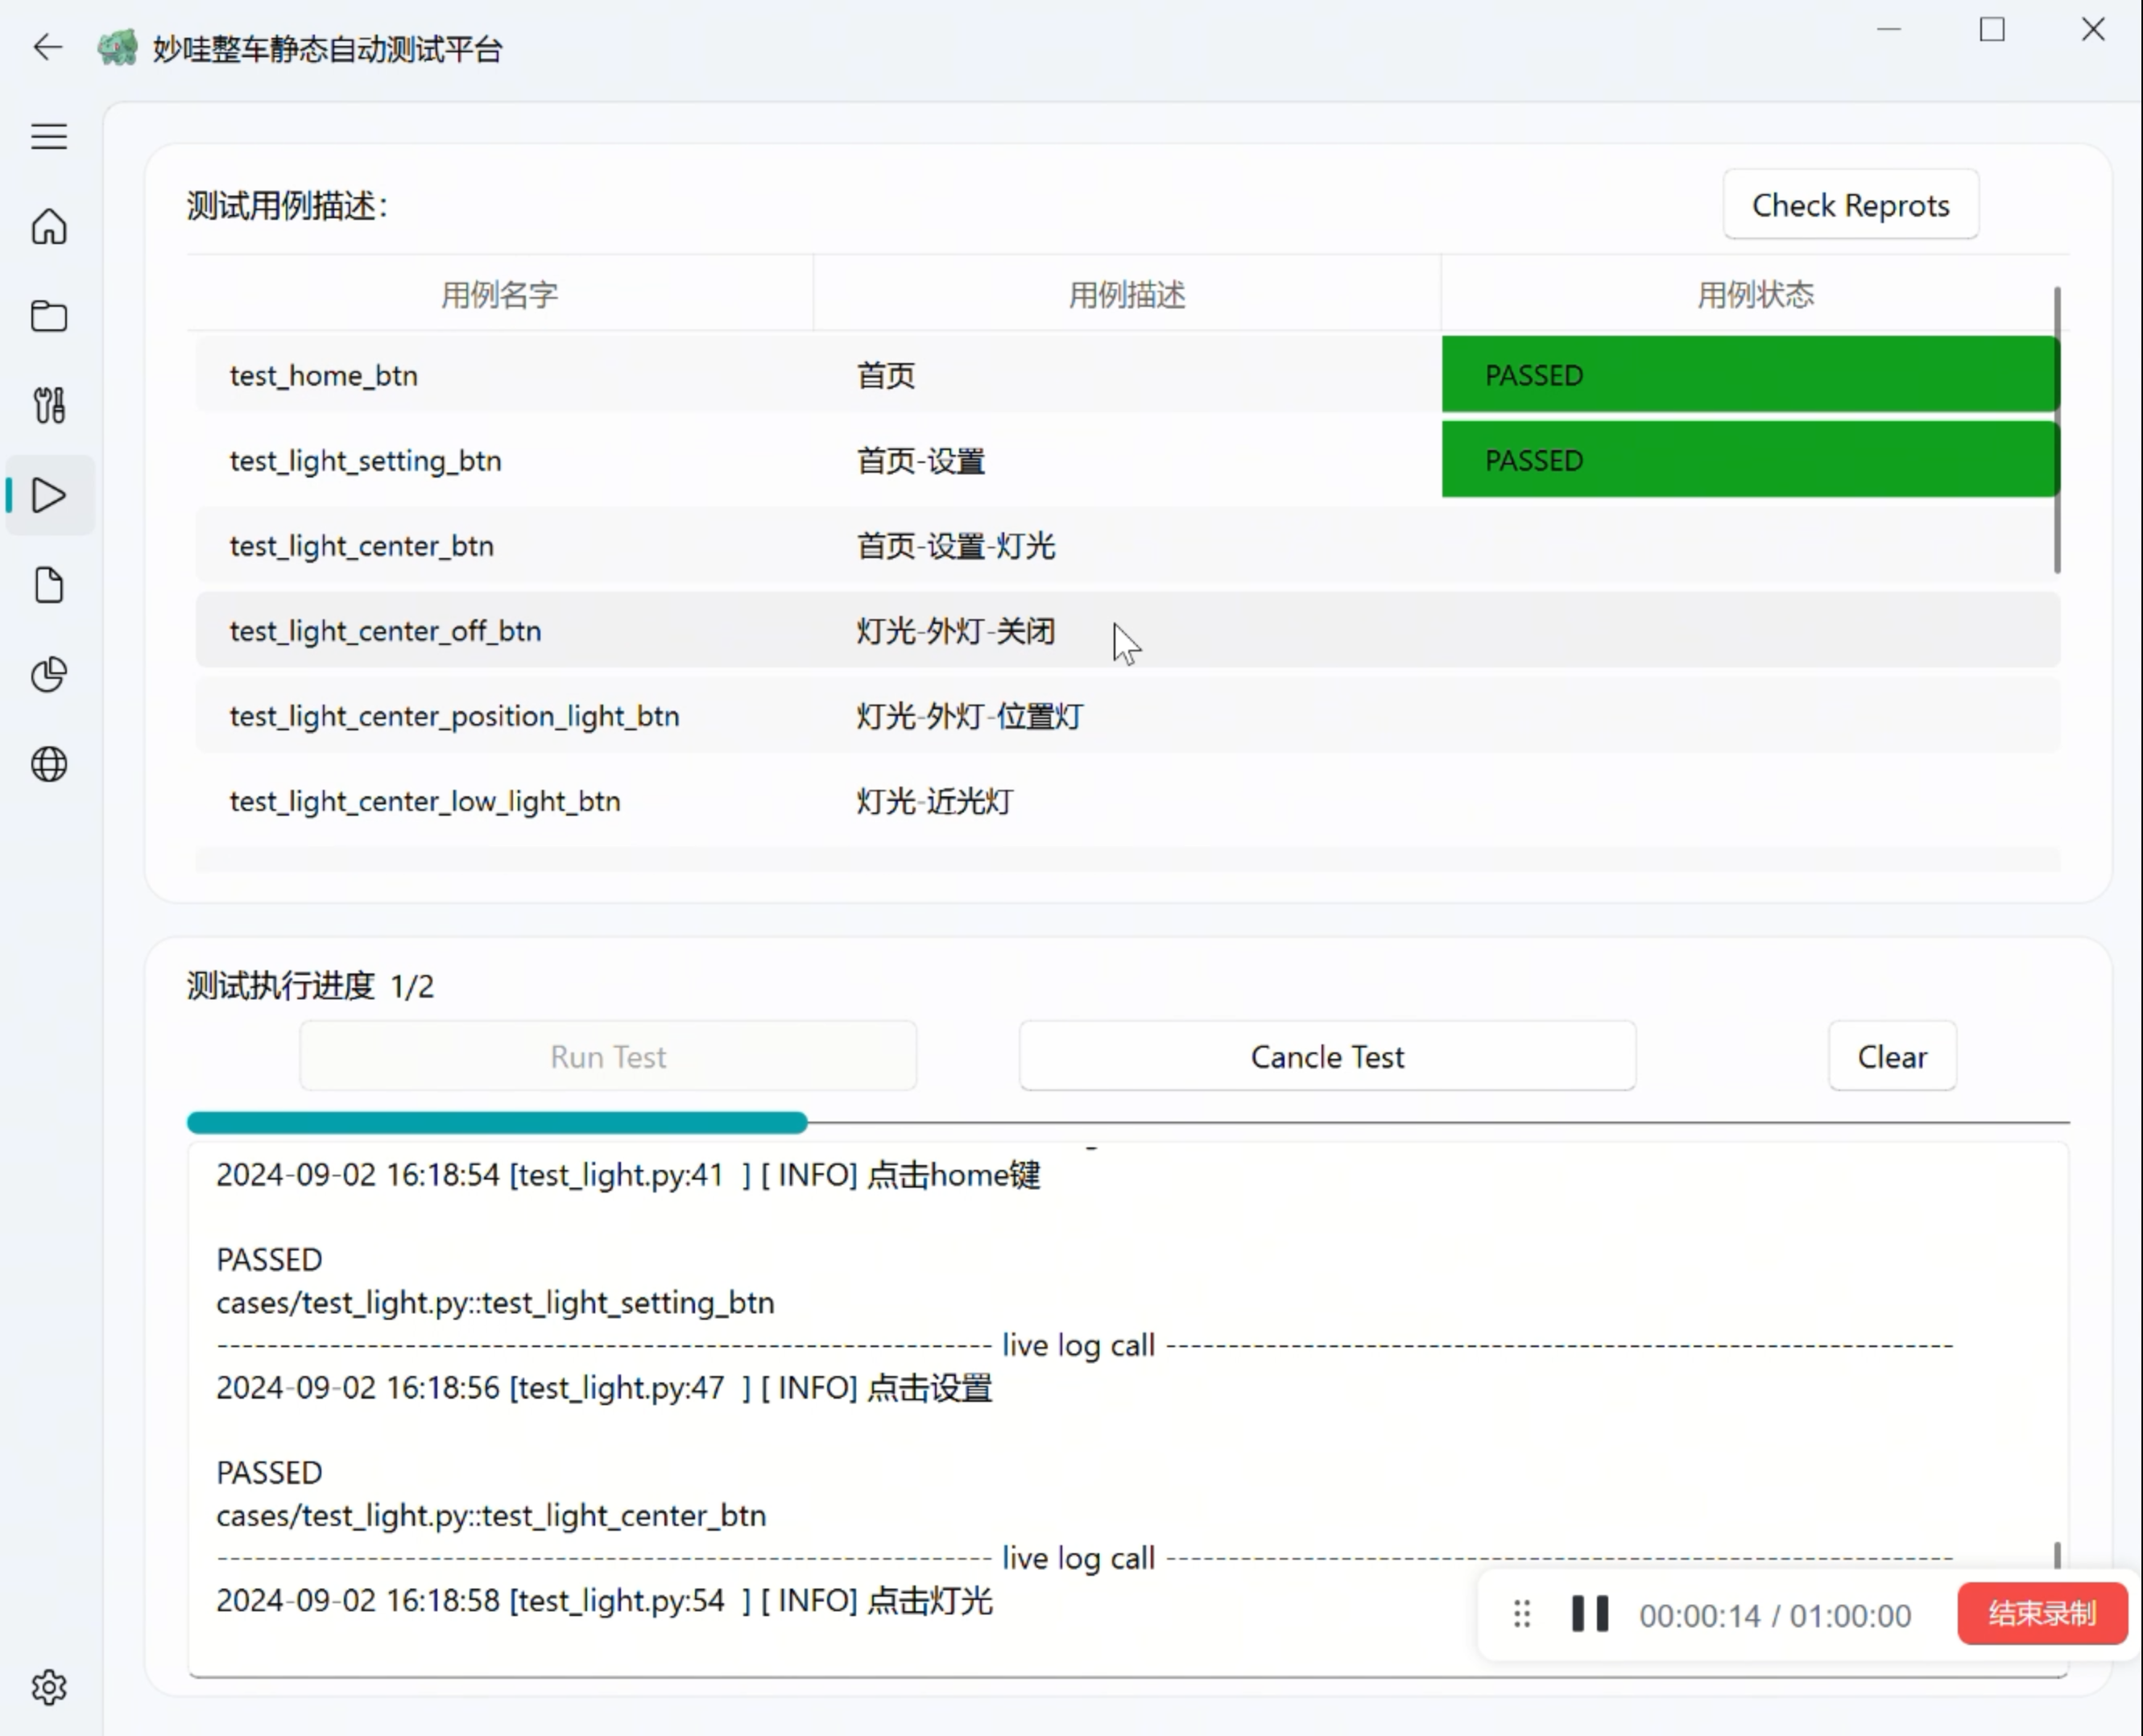 妙哇整车静态自动测试平台
测试用例描述:
Check Reprots
用例名字 用例描述 用例状态
test_home_btn 首页 PASSED
test_light_setting_btn 首页-设置 PASSED
test_light_center_btn 首页-设置-灯光
test_light_center_off_btn 灯光-外灯-关闭
test_light_center_position_light_btn 灯光-外灯-位置灯
test_light_center_low_light_btn 灯光-近光灯
测试执行进度 1/2
Run Test Cancle Test Clear
2024-09-02 16:18:54 [test_light.py:41 ] [ INFO] 点击home键
PASSED
cases/test_light.py::test_light_setting_btn
-------------------------------------------------------------- live log call ---------------------------------------------------------------
2024-09-02 16:18:56 [test_light.py:47 ] [ INFO] 点击设置
PASSED
cases/test_light.py::test_light_center_btn
-------------------------------------------------------------- live log call ---------------------------------------------------------------
2024-09-02 16:18:58 [test_light.py:54 ] [ INFO] 点击灯光
00:00:14 / 01:00:00 结束录制